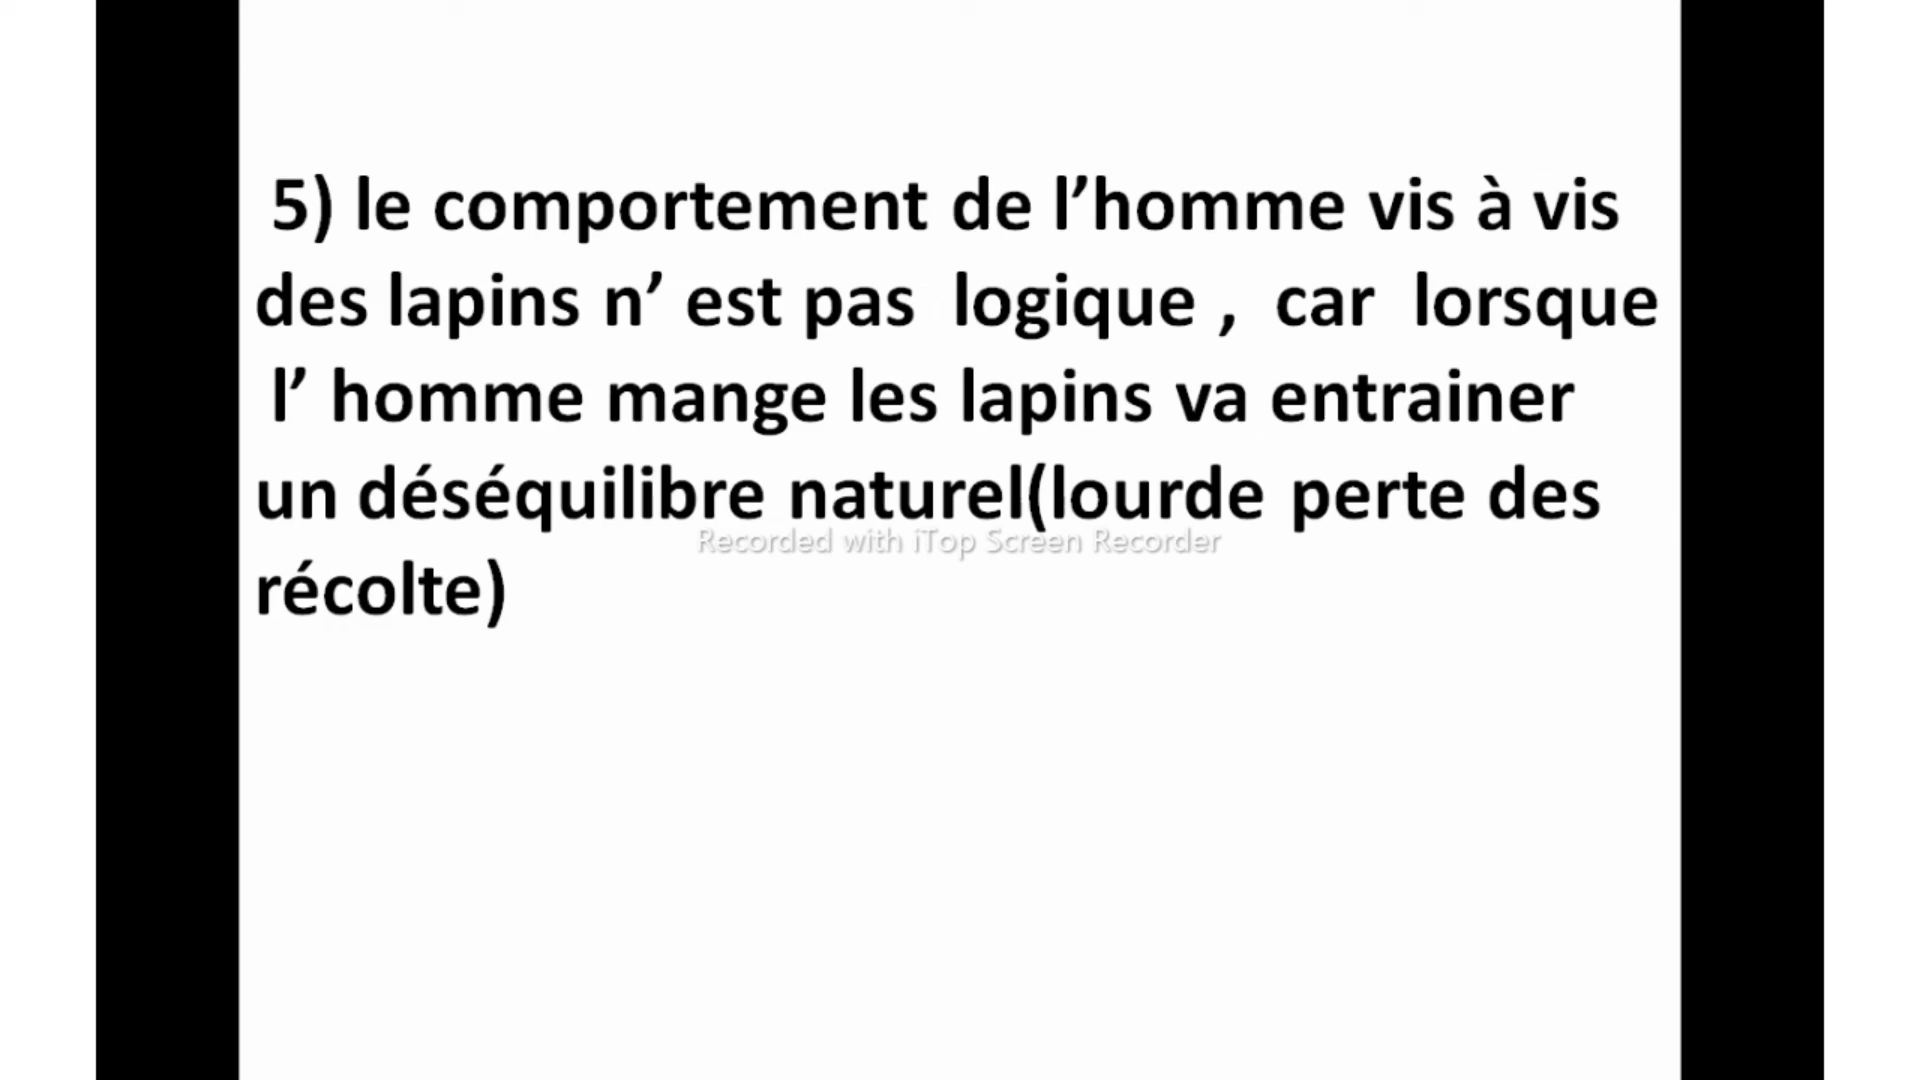 5) le comportement de l’homme vis à vis
des lapins n’ est pas logique , car lorsque
l’ homme mange les lapins va entrainer
un déséquilibre naturel(lourde perte des
Recorded with iTop Screen Recorder
récolte)